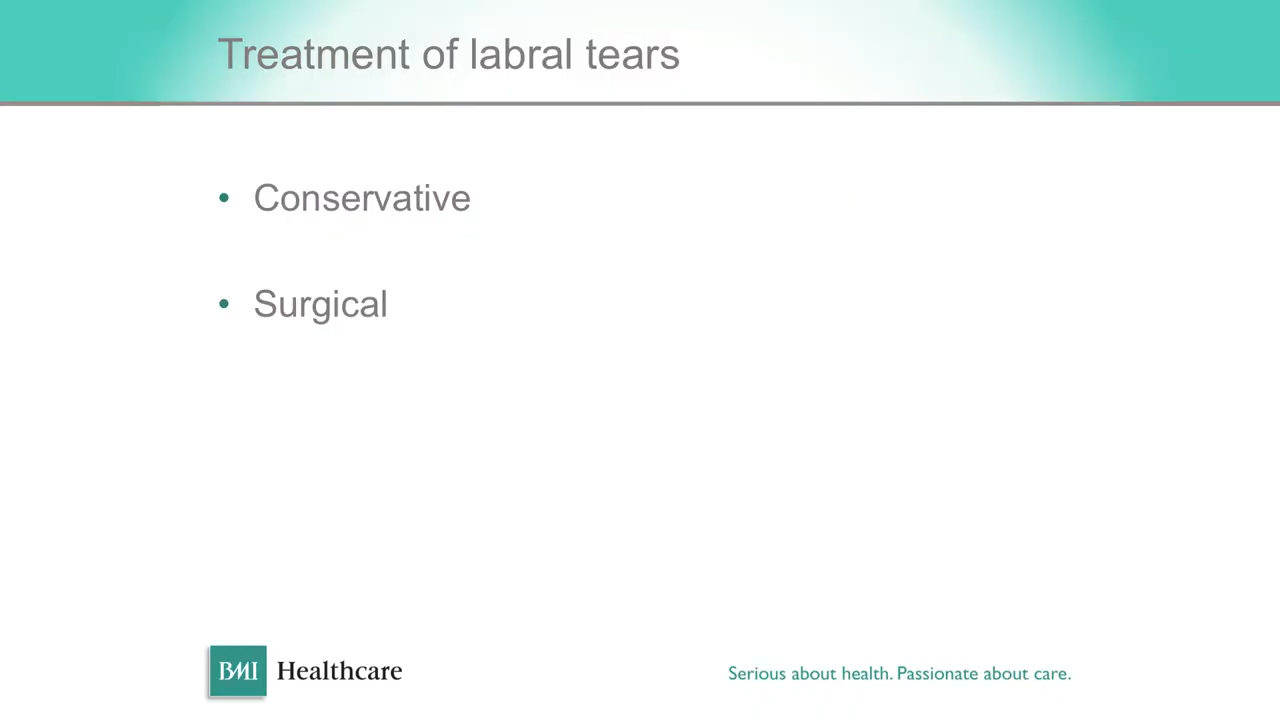 Treatment of labral tears
• Conservative
• Surgical
BMI Healthcare
Serious about health. Passionate about care.